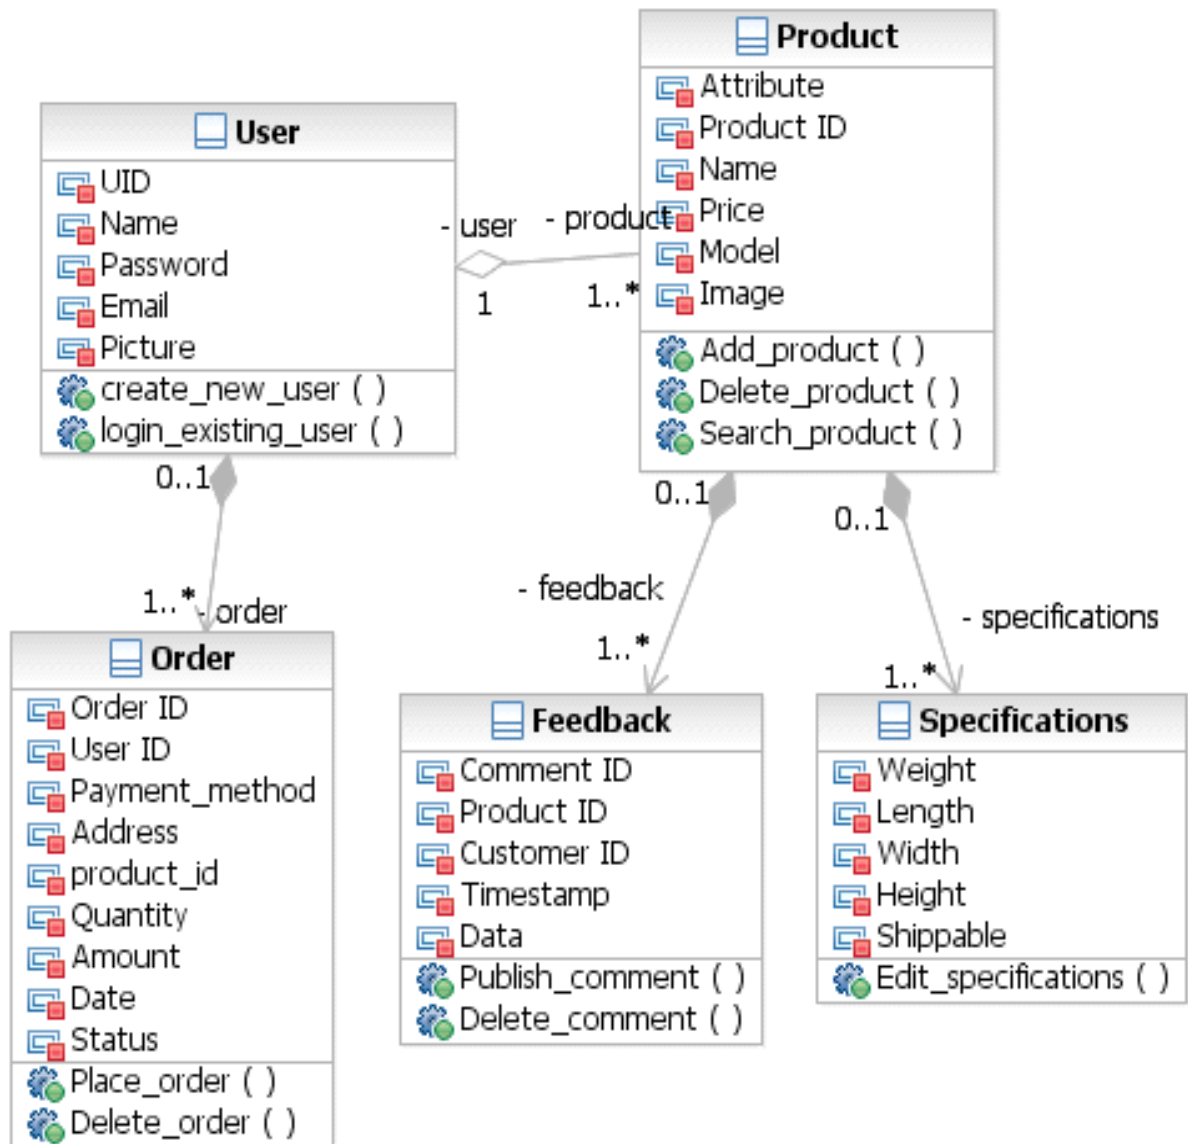 Product
Attribute
Product ID
Name
Price
Model
Image
Add_product ( )
Delete_product ( )
Search_product ( )
User
UID
Name
Password
Email
Picture
create_new_user ( )
login_existing_user ( )
- user
- product
1
1..*
0..1
1..*
- order
0..1
- feedback
1..*
0..1
- specifications
1..*
Order
Order ID
User ID
Payment_method
Address
product_id
Quantity
Amount
Date
Status
Place_order ( )
Delete_order ( )
Feedback
Comment ID
Product ID
Customer ID
Timestamp
Data
Publish_comment ( )
Delete_comment ( )
Specifications
Weight
Length
Width
Height
Shippable
Edit_specifications ( )